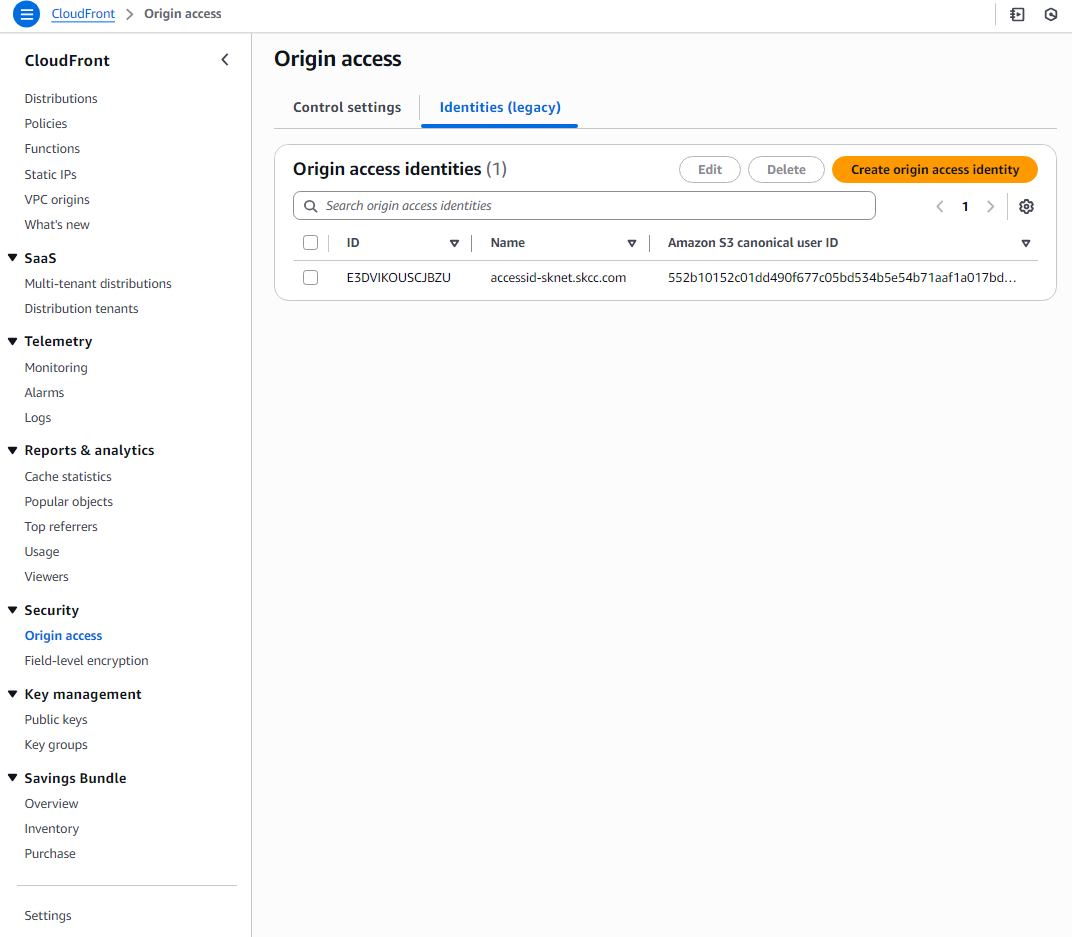 CloudFront > Origin access
CloudFront
Distributions
Policies
Functions
Static IPs
VPC origins
What's new
SaaS
Multi-tenant distributions
Distribution tenants
Telemetry
Monitoring
Alarms
Logs
Reports & analytics
Cache statistics
Popular objects
Top referrers
Usage
Viewers
Security
Origin access
Field-level encryption
Key management
Public keys
Key groups
Savings Bundle
Overview
Inventory
Purchase
Settings
Origin access
Control settings Identities (legacy)
Origin access identities (1) Edit Delete Create origin access identity
Search origin access identities 1
ID Name Amazon S3 canonical user ID
E3DVIKOUSCJBZU accessid-sknet.skcc.com 552b10152c01dd490f677c05bd534b5e54b71aaf1a017bd...